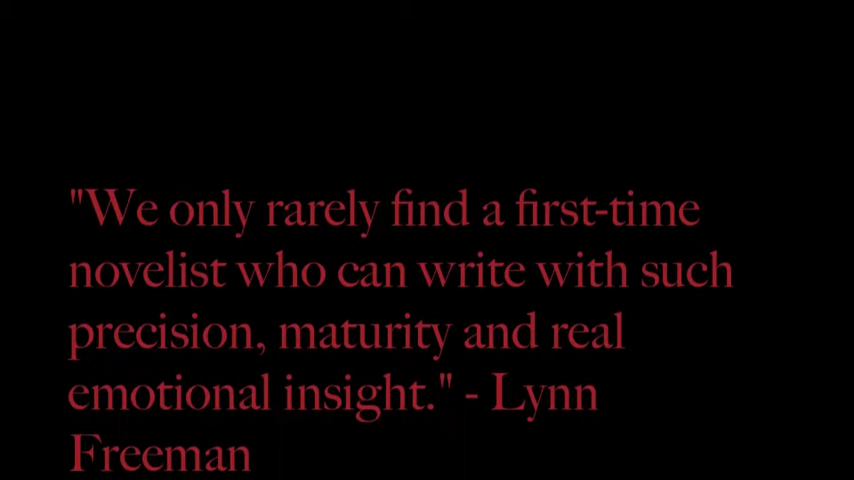 "We only rarely find a first-time
novelist who can write with such
precision, maturity and real
emotional insight." - Lynn
Freeman